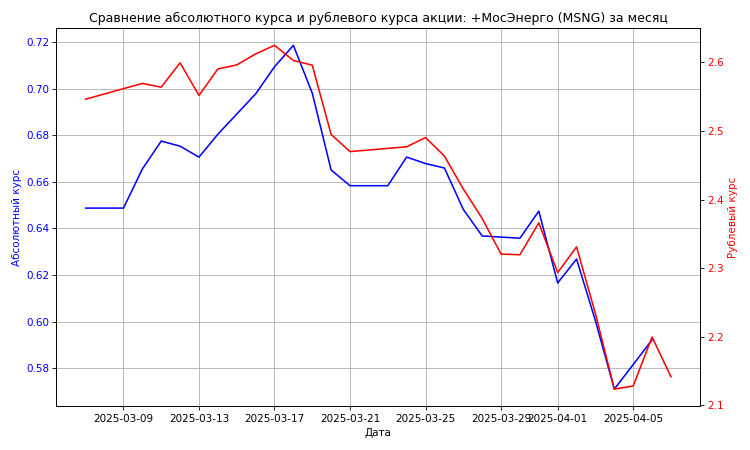 Сравнение абсолютного курса и рублевого курса акции: +МосЭнерго (MSNG) за месяц
0.72
0.70
0.68
0.66
0.64
0.62
0.60
0.58
Абсолютный курс
2.6
2.5
2.4
2.3
2.2
2.1
Рублевый курс
2025-03-09 2025-03-13 2025-03-17 2025-03-21 2025-03-25 2025-03-29 2025-04-01 2025-04-05
Дата